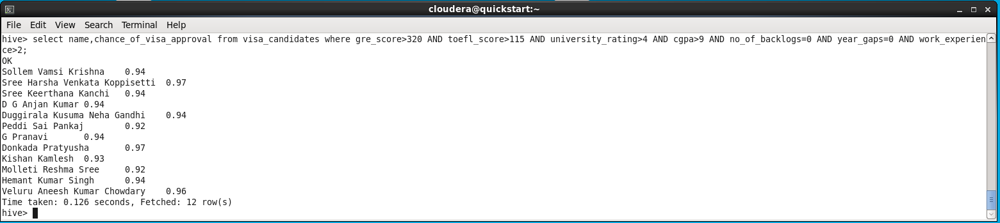 cloudera@quickstart:~
File Edit View Search Terminal Help
hive> select name,chance_of_visa_approval from visa_candidates where gre_score>320 AND toefl_score>115 AND university_rating>4 AND cgpa>9 AND no_of_backlogs=0 AND year_gaps=0 AND work_experien
ce>2;
OK
Sollem Vamsi Krishna    0.94
Sree Harsha Venkata Koppisetti  0.97
Sree Keerthana Kanchi   0.94
D G Anjan Kumar 0.94
Duggirala Kusuma Neha Gandhi    0.94
Peddi Sai Pankaj        0.92
G Pranavi       0.94
Donkada Pratyusha       0.97
Kishan Kamlesh  0.93
Molleti Reshma Sree     0.92
Hemant Kumar Singh      0.94
Veluru Aneesh Kumar Chowdary    0.96
Time taken: 0.126 seconds, Fetched: 12 row(s)
hive>